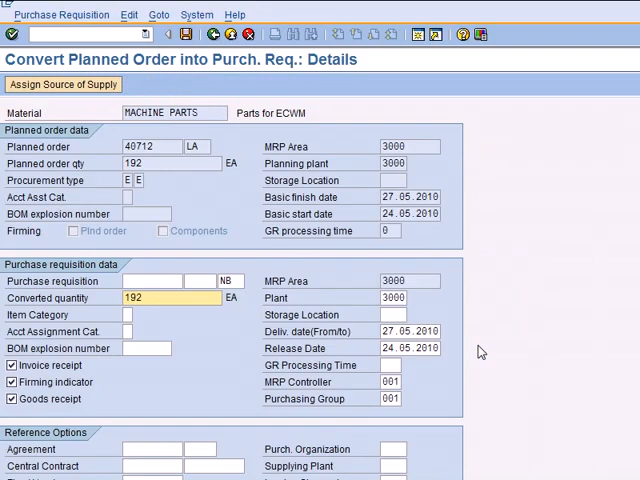 Purchase Requisition Edit Goto System Help
Convert Planned Order into Purch. Req.: Details
Assign Source of Supply
Material MACHINE PARTS Parts for ECWM
Planned order data
Planned order 40712 LA MRP Area 3000
Planned order qty 192 EA Planning plant 3000
Procurement type E E Storage Location
Acct Asst Cat. Basic finish date 27.05.2010
BOM explosion number Basic start date 24.05.2010
Firming Plnd order Components GR processing time 0
Purchase requisition data
Purchase requisition NB MRP Area 3000
Converted quantity 192 EA Plant 3000
Item Category Storage Location
Acct Assignment Cat. Deliv. date(From/to) 27.05.2010
BOM explosion number Release Date 24.05.2010
Invoice receipt GR Processing Time
Firming indicator MRP Controller 001
Goods receipt Purchasing Group 001
Reference Options
Agreement Purch. Organization
Central Contract Supplying Plant